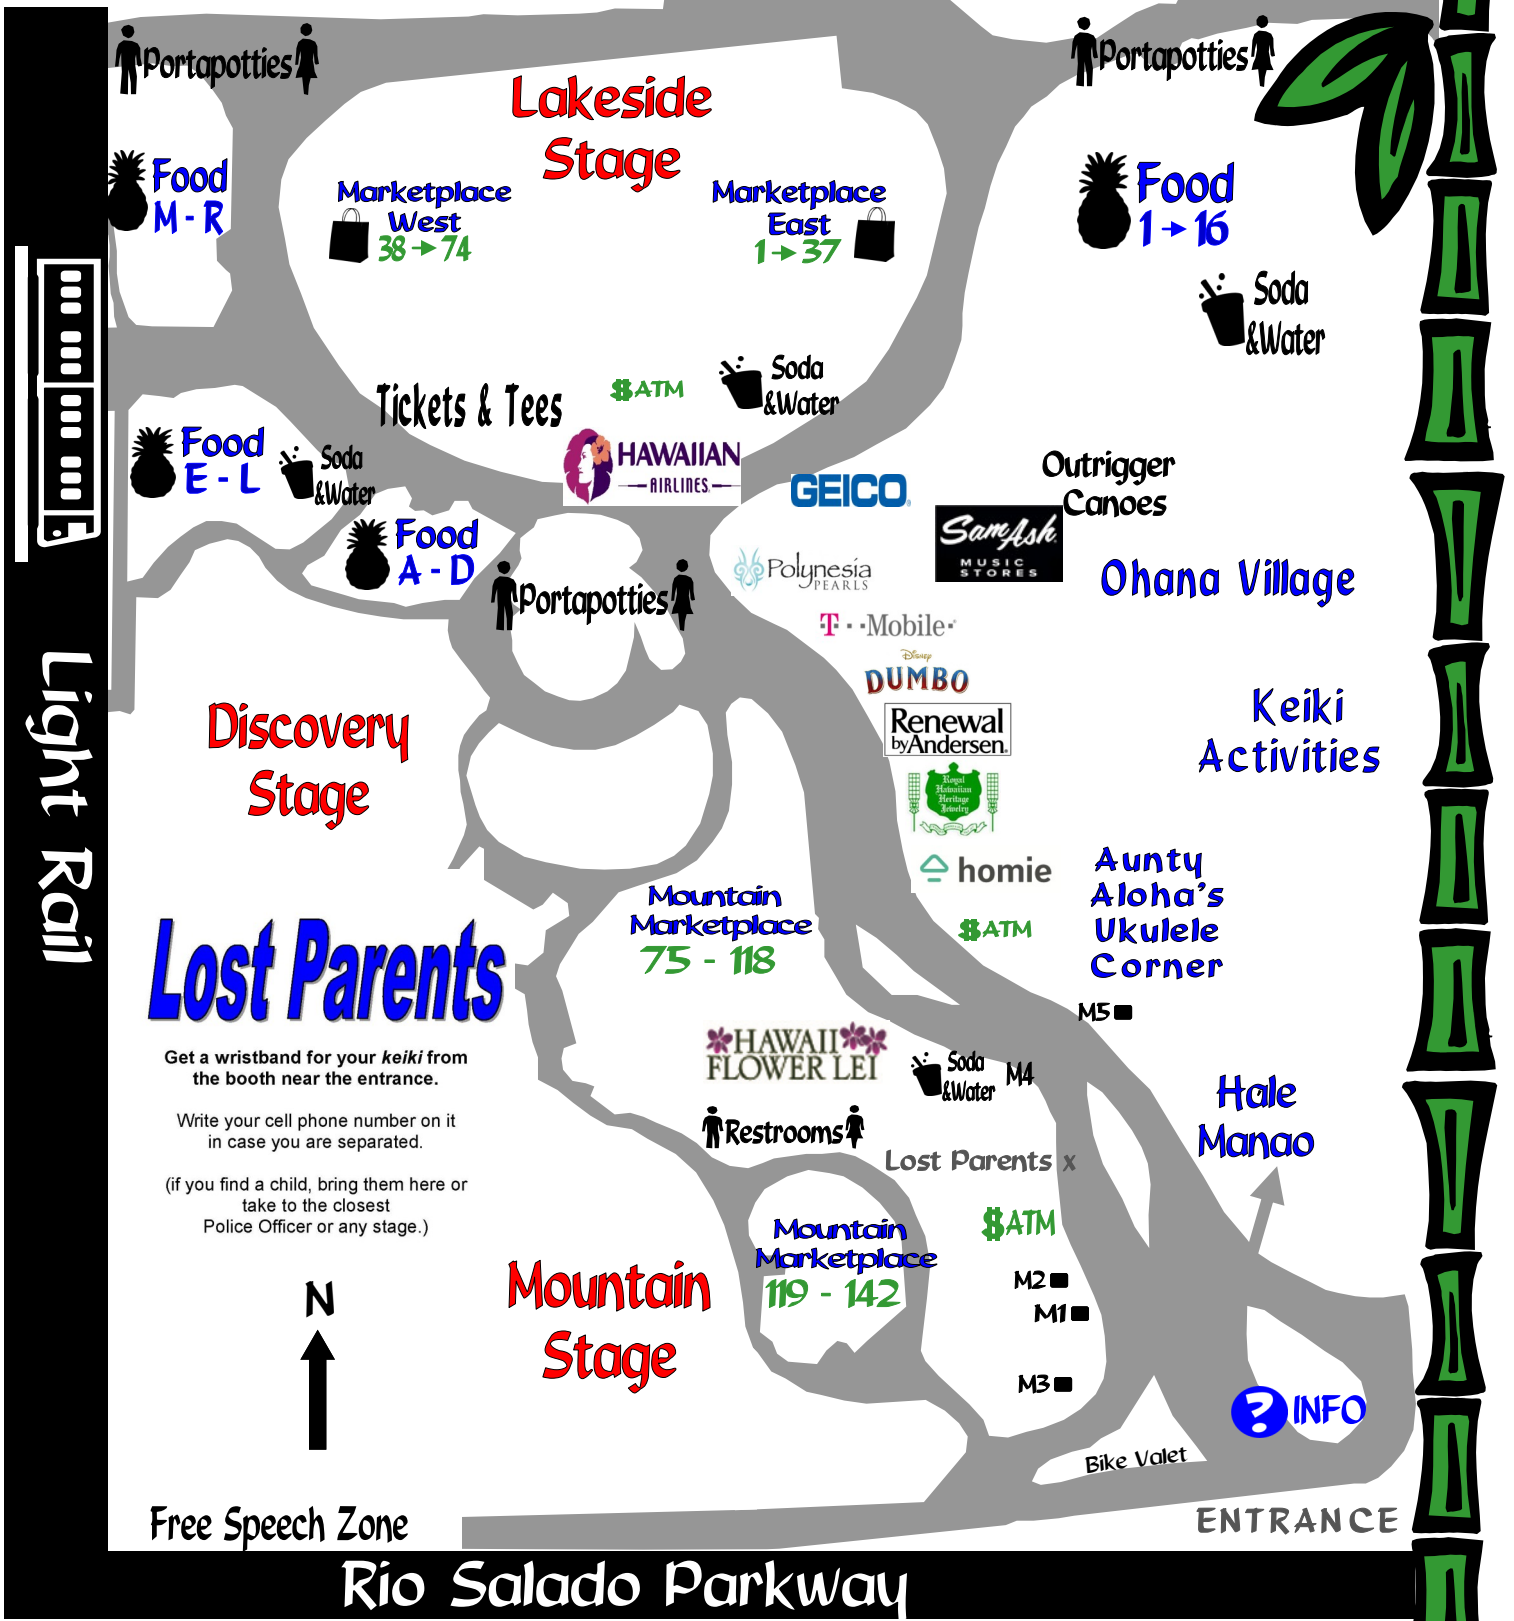 Portapotties
Portapotties
Lakeside
Stage
Food
M - R
Marketplace
West
38 → 74
Marketplace
East
1 → 37
Food
1 → 16
Soda
&Water
Tickets & Tees
$ATM
Soda
&Water
HAWAIIAN
AIRLINES.
Food
E - L
Soda
&Water
Food
A - D
GEICO
Outrigger
Canoes
Sam Ash
MUSIC
STORES
Polynesia
PEARLS
Ohana Village
Portapotties
T··Mobile·
Disney
DUMBO
Renewal
byAndersen
Royal
Hawaiian
Heritage
Jewelry
Keiki
Activities
Light Rail
Discovery
Stage
homie
Aunty
Aloha's
Ukulele
Corner
$ATM
Mountain
Marketplace
75 - 118
Lost Parents
Get a wristband for your keiki from
the booth near the entrance.
Write your cell phone number on it
in case you are separated.
(if you find a child, bring them here or
take to the closest
Police Officer or any stage.)
M5
HAWAII
FLOWER LEI
Soda
&Water
M4
Hale
Manao
Restrooms
Lost Parents x
$ATM
Mountain
Marketplace
119 - 142
M2
M1
M3
Mountain
Stage
N
? INFO
Bike Valet
Free Speech Zone
ENTRANCE
Rio Salado Parkway